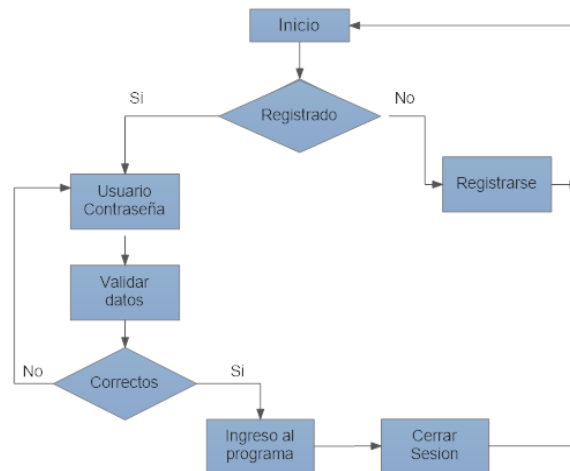 Inicio
Si
No
Registrado
Usuario
Contraseña
Registrarse
Validar
datos
No
Correctos
Si
Ingreso al
programa
Cerrar
Sesion